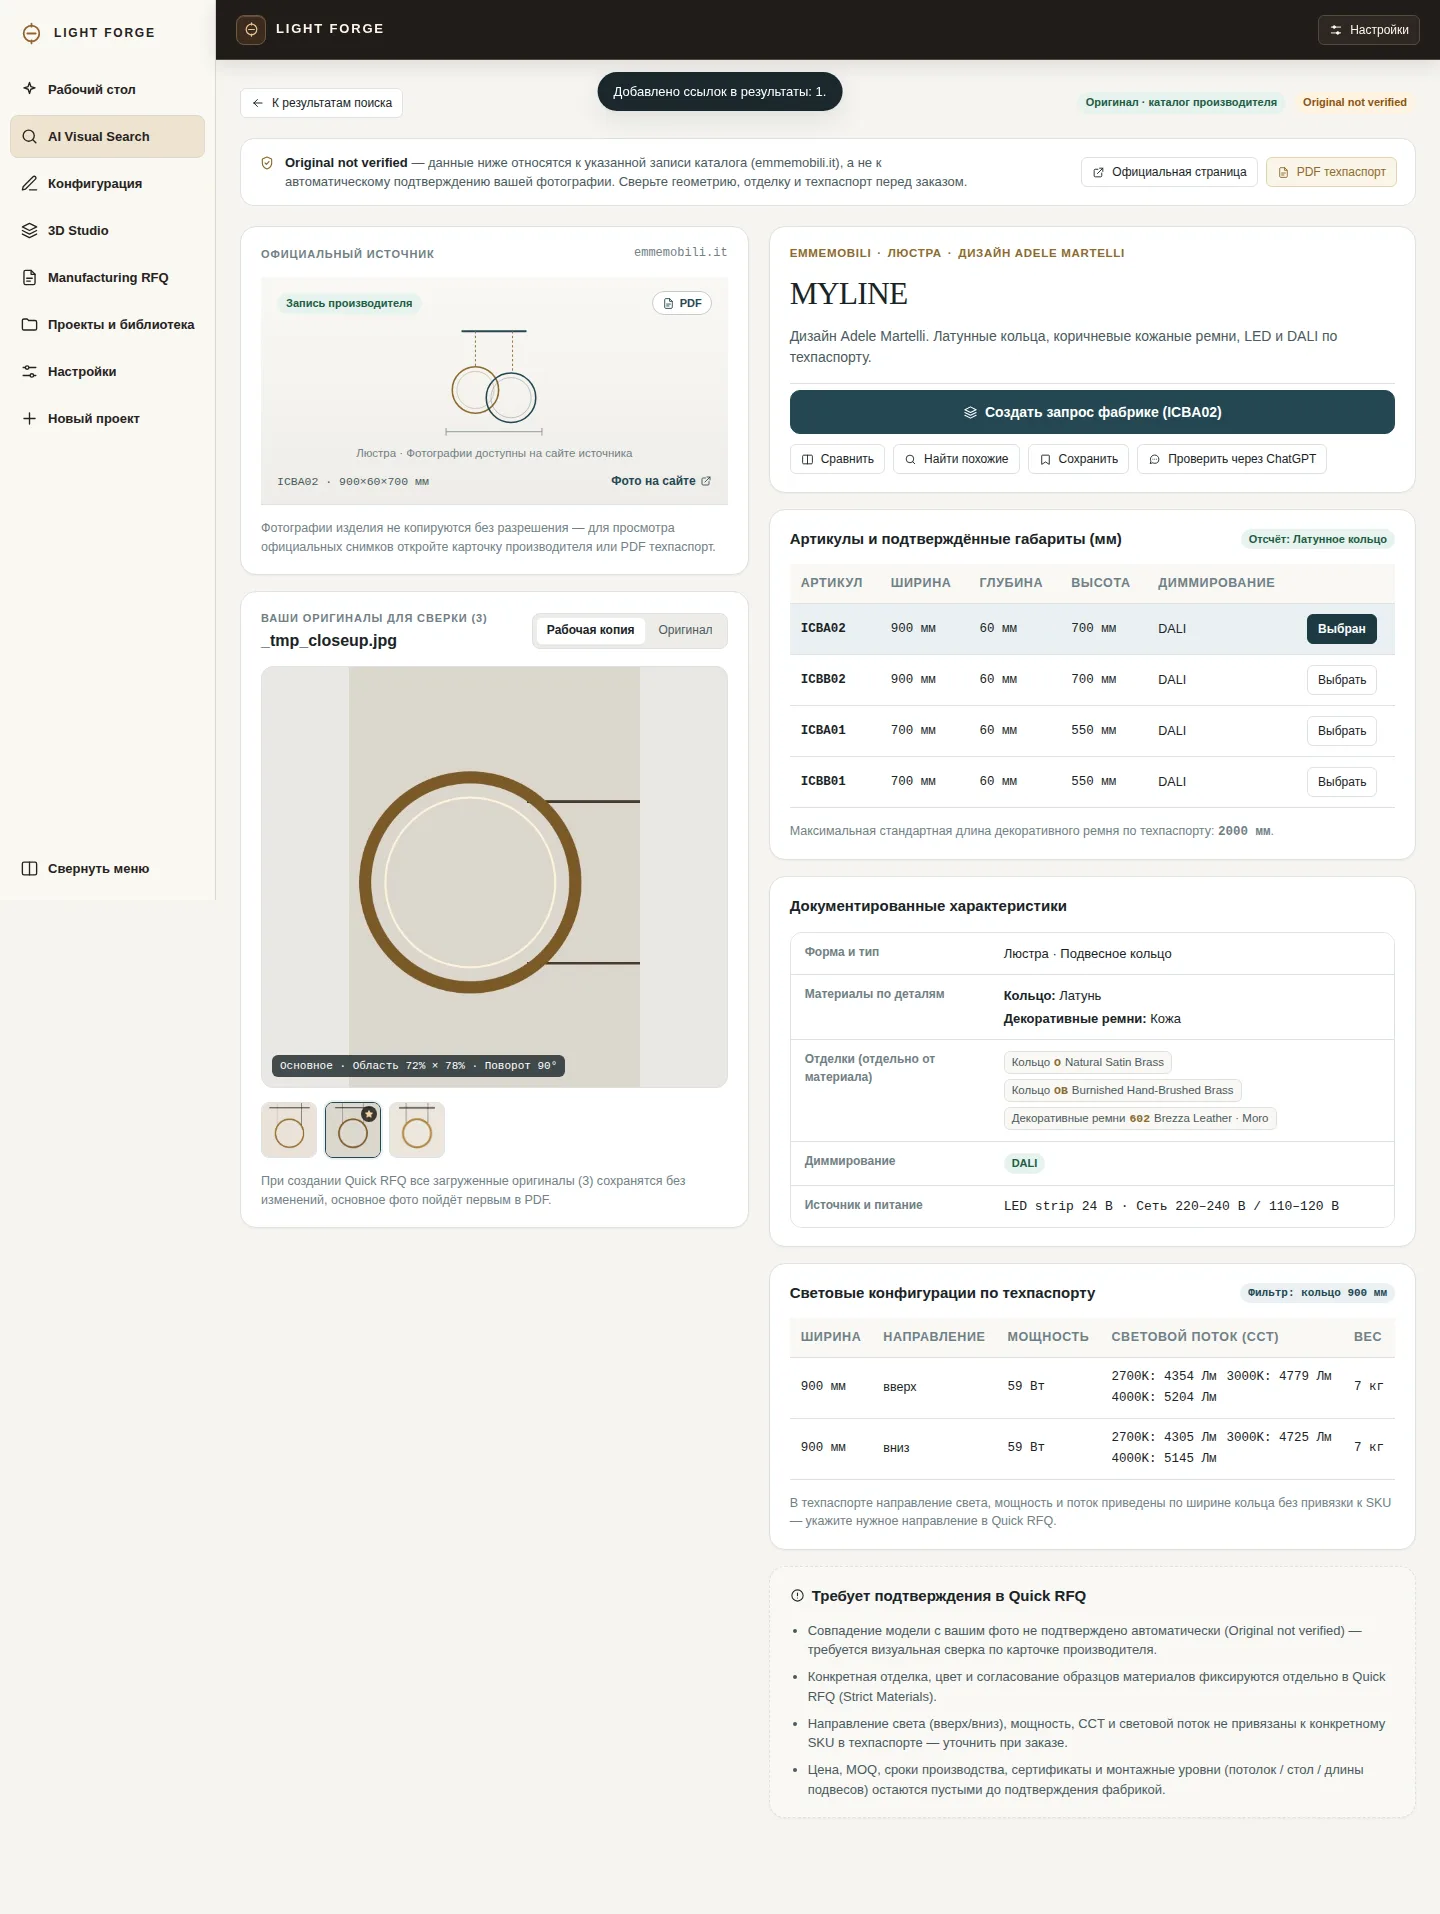 LIGHT FORGE
Рабочий стол
AI Visual Search
Конфигурация
3D Studio
Manufacturing RFQ
Проекты и библиотека
Настройки
Новый проект
Свернуть меню
LIGHT FORGE
Настройки
К результатам поиска
Добавлено ссылок в результаты: 1.
Оригинал · каталог производителя
Original not verified
Original not verified — данные ниже относятся к указанной записи каталога (emmemobili.it), а не к
автоматическому подтверждению вашей фотографии. Сверьте геометрию, отделку и техпаспорт перед заказом.
Официальная страница
PDF техпаспорт
ОФИЦИАЛЬНЫЙ ИСТОЧНИК
emmemobili.it
Запись производителя
PDF
Люстра · Фотографии доступны на сайте источника
ICBA02 · 900×60×700 мм
Фото на сайте
Фотографии изделия не копируются без разрешения — для просмотра
официальных снимков откройте карточку производителя или PDF техпаспорт.
ВАШИ ОРИГИНАЛЫ ДЛЯ СВЕРКИ (3)
_tmp_closeup.jpg
Рабочая копия
Оригинал
Основное · Область 72% × 78% · Поворот 90°
При создании Quick RFQ все загруженные оригиналы (3) сохранятся без
изменений, основное фото пойдёт первым в PDF.
EMMEMOBILI · ЛЮСТРА · ДИЗАЙН ADELE MARTELLI
MYLINE
Дизайн Adele Martelli. Латунные кольца, коричневые кожаные ремни, LED и DALI по
техпаспорту.
Создать запрос фабрике (ICBA02)
Сравнить
Найти похожие
Сохранить
Проверить через ChatGPT
Артикулы и подтверждённые габариты (мм)
Отсчёт: Латунное кольцо
АРТИКУЛ ШИРИНА ГЛУБИНА ВЫСОТА ДИММИРОВАНИЕ
ICBA02 900 мм 60 мм 700 мм DALI Выбран
ICBB02 900 мм 60 мм 700 мм DALI Выбрать
ICBA01 700 мм 60 мм 550 мм DALI Выбрать
ICBB01 700 мм 60 мм 550 мм DALI Выбрать
Максимальная стандартная длина декоративного ремня по техпаспорту: 2000 мм.
Документированные характеристики
Форма и тип Люстра · Подвесное кольцо
Материалы по деталям Кольцо: Латунь
Декоративные ремни: Кожа
Отделки (отдельно от
материала)
Кольцо O Natural Satin Brass
Кольцо OB Burnished Hand-Brushed Brass
Декоративные ремни 602 Brezza Leather · Moro
Диммирование DALI
Источник и питание LED strip 24 В · Сеть 220–240 В / 110–120 В
Световые конфигурации по техпаспорту
Фильтр: кольцо 900 мм
ШИРИНА НАПРАВЛЕНИЕ МОЩНОСТЬ СВЕТОВОЙ ПОТОК (CCT) ВЕС
900 мм вверх 59 Вт 2700K: 4354 Лм 3000K: 4779 Лм 7 кг
4000K: 5204 Лм
900 мм вниз 59 Вт 2700K: 4305 Лм 3000K: 4725 Лм 7 кг
4000K: 5145 Лм
В техпаспорте направление света, мощность и поток приведены по ширине кольца без привязки к SKU
— укажите нужное направление в Quick RFQ.
Требует подтверждения в Quick RFQ
• Совпадение модели с вашим фото не подтверждено автоматически (Original not verified) —
требуется визуальная сверка по карточке производителя.
• Конкретная отделка, цвет и согласование образцов материалов фиксируются отдельно в Quick
RFQ (Strict Materials).
• Направление света (вверх/вниз), мощность, CCT и световой поток не привязаны к конкретному
SKU в техпаспорте — уточнить при заказе.
• Цена, MOQ, сроки производства, сертификаты и монтажные уровни (потолок / стол / длины
подвесов) остаются пустыми до подтверждения фабрикой.